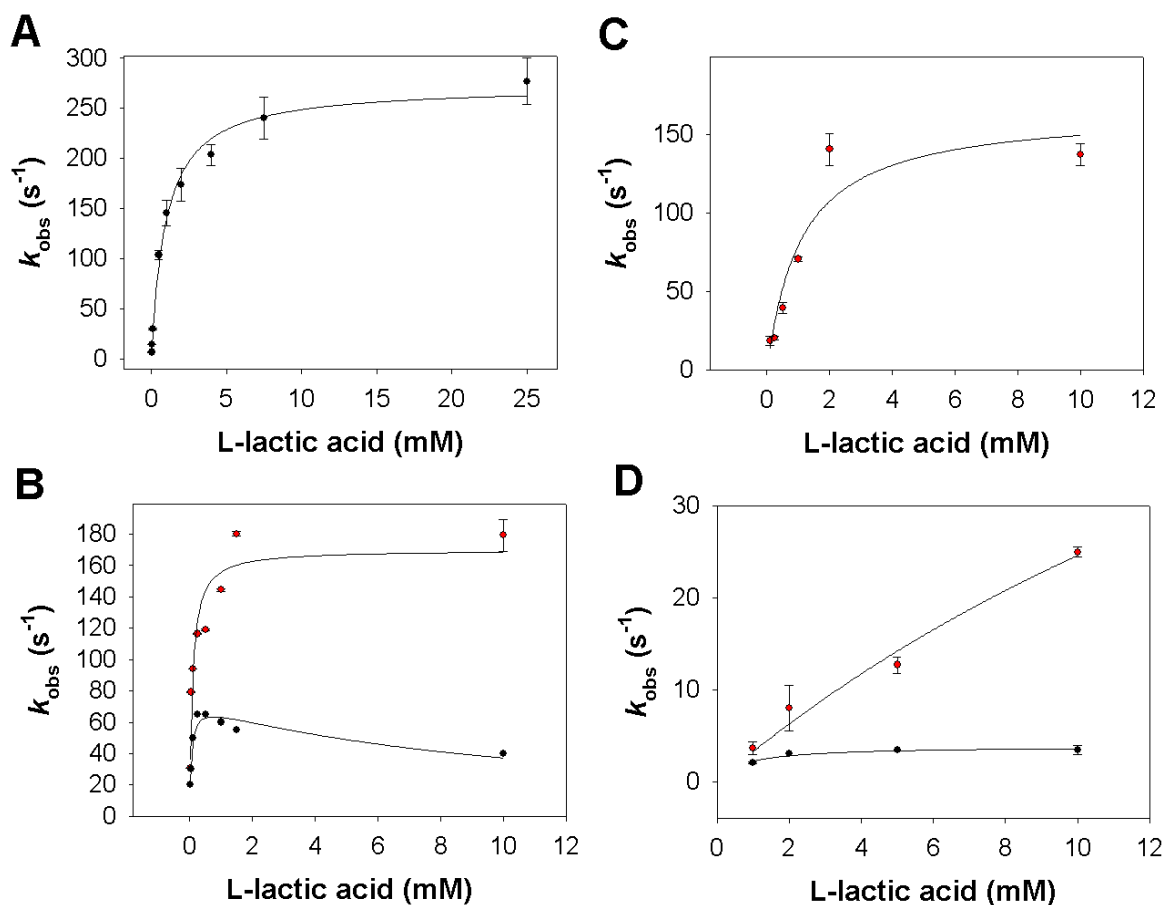 A
300
250
200
150
100
50
0
kobs (s-1)
0 5 10 15 20 25
L-lactic acid (mM)
C
150
100
50
0
kobs (s-1)
0 2 4 6 8 10 12
L-lactic acid (mM)
B
180
160
140
120
100
80
60
40
20
0
kobs (s-1)
0 2 4 6 8 10 12
L-lactic acid (mM)
D
30
20
10
0
kobs (s-1)
0 2 4 6 8 10 12
L-lactic acid (mM)